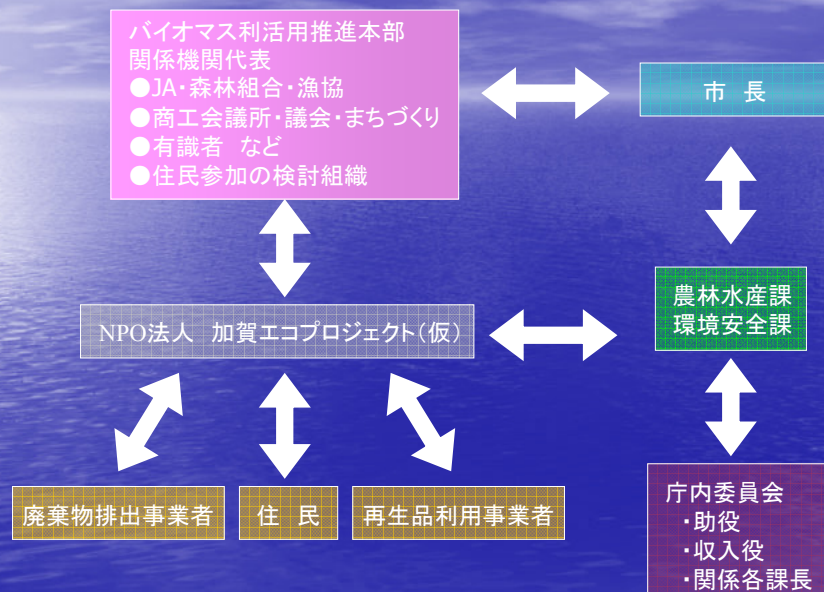 バイオマス利活用推進本部
関係機関代表
●JA・森林組合・漁協
●商工会議所・議会・まちづくり
●有識者　など
●住民参加の検討組織
市　長
NPO法人　加賀エコプロジェクト（仮）
農林水産課
環境安全課
廃棄物排出事業者
住　民
再生品利用事業者
庁内委員会
・助役
・収入役
・関係各課長